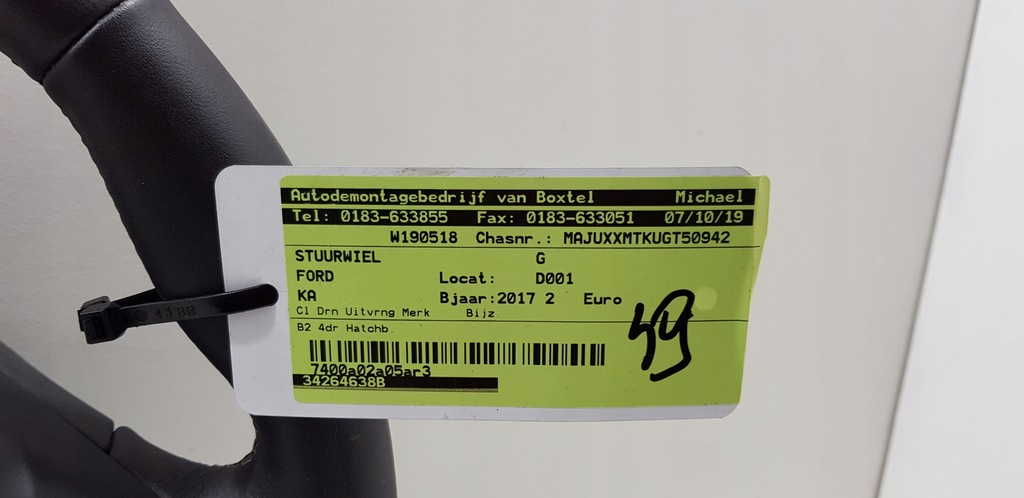 Autodemontagebedrijf van Boxtel Michael
Tel: 0183-633855 Fax: 0183-633051 07/10/19
W190518 Chasnr.: MAJUXXMTKUGT50942
STUURWIEL G
FORD Locat: D001
KA Bjaar:2017 2 Euro
49
Cl Drn Uitvrng Merk Bijz
B2 4dr Hatchb
7400a02a05ar3
34264638B